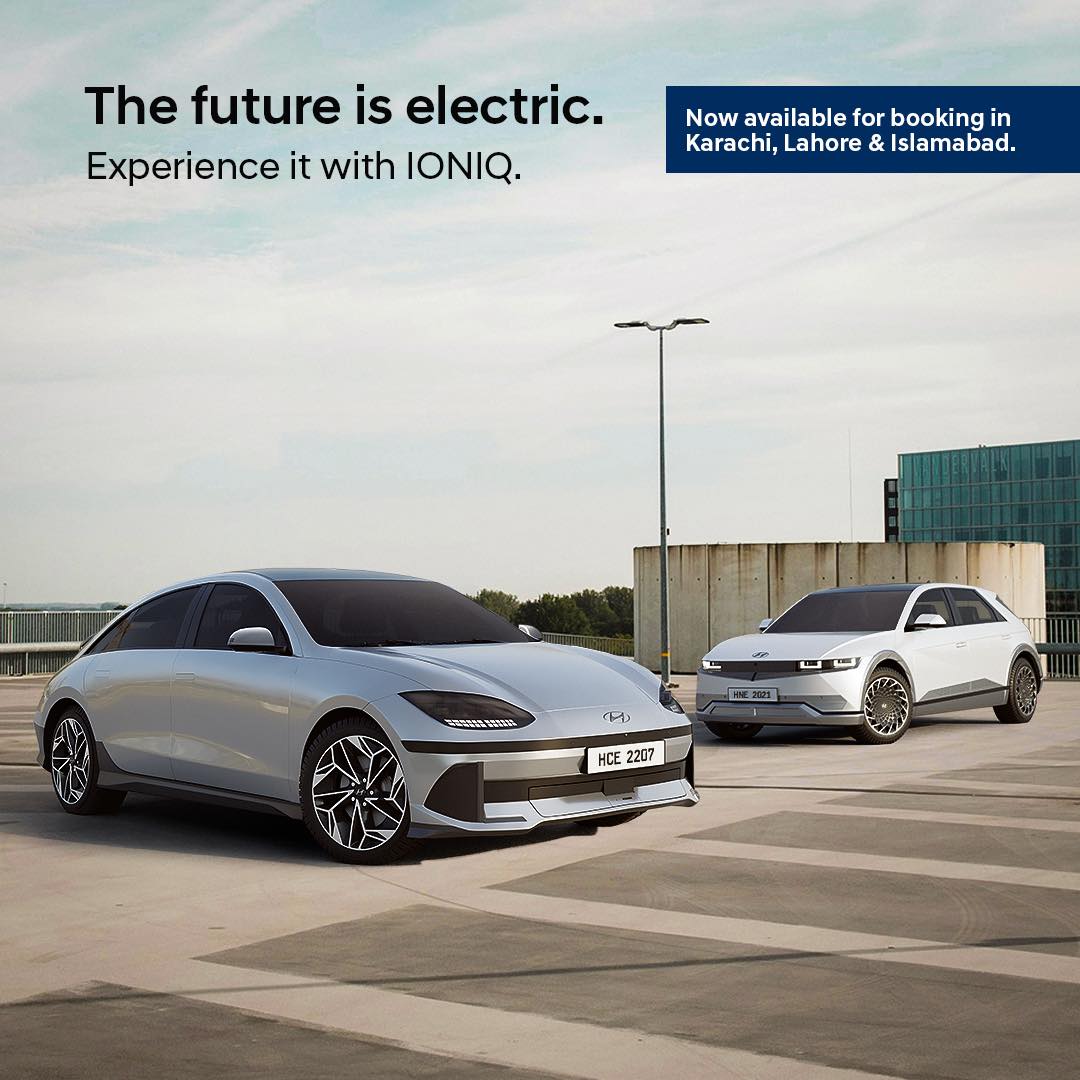 The future is electric.
Experience it with IONIQ.
Now available for booking in
Karachi, Lahore & Islamabad.
HNE 2021
HCE 2207